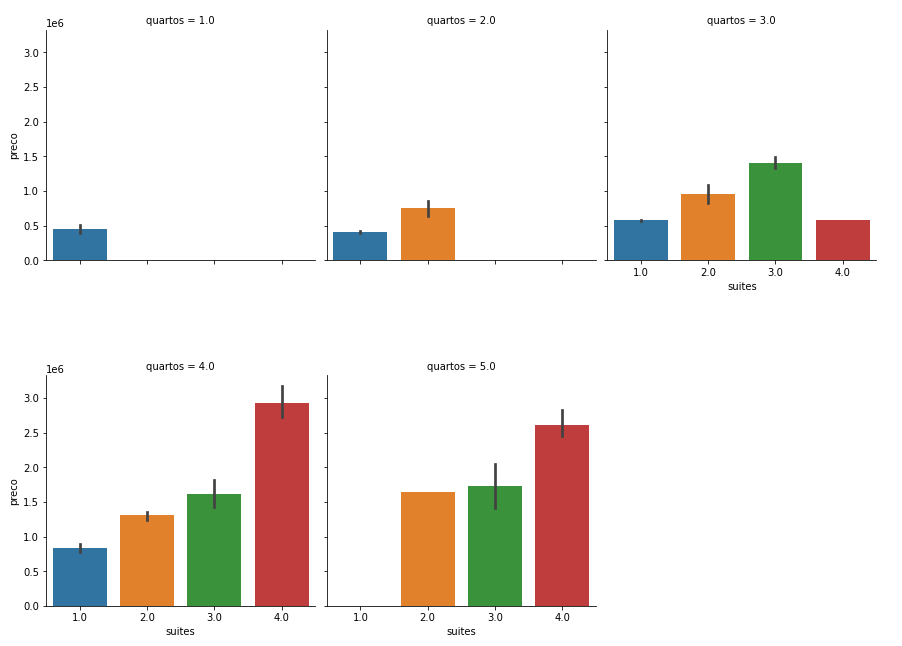 quartos = 1.0
quartos = 2.0
quartos = 3.0
1e6
3.0
2.5
2.0
1.5
1.0
0.5
0.0
preco
1.0 2.0 3.0 4.0
suites
quartos = 4.0
quartos = 5.0
1e6
3.0
2.5
2.0
1.5
1.0
0.5
0.0
preco
1.0 2.0 3.0 4.0
suites
1.0 2.0 3.0 4.0
suites